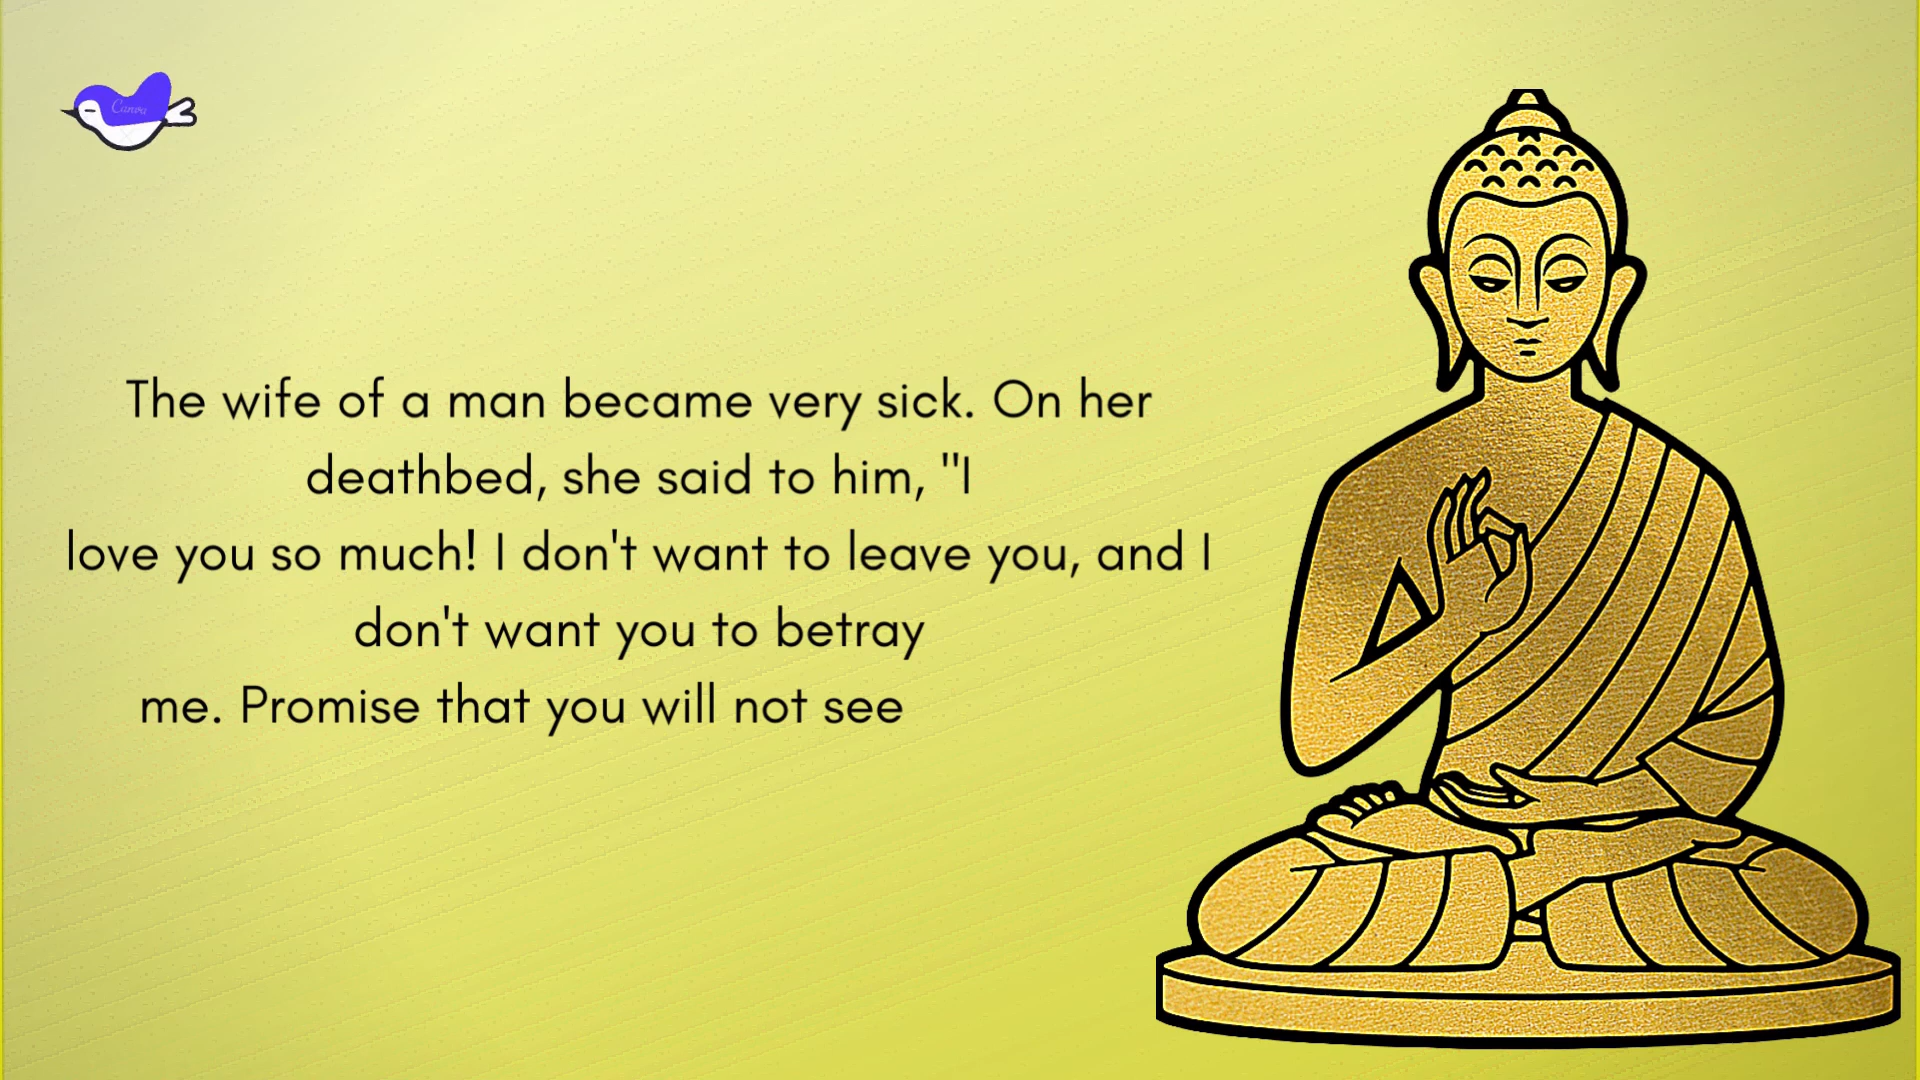 Canva
The wife of a man became very sick. On her
deathbed, she said to him, "I
love you so much! I don't want to leave you, and I
don't want you to betray
me. Promise that you will not see